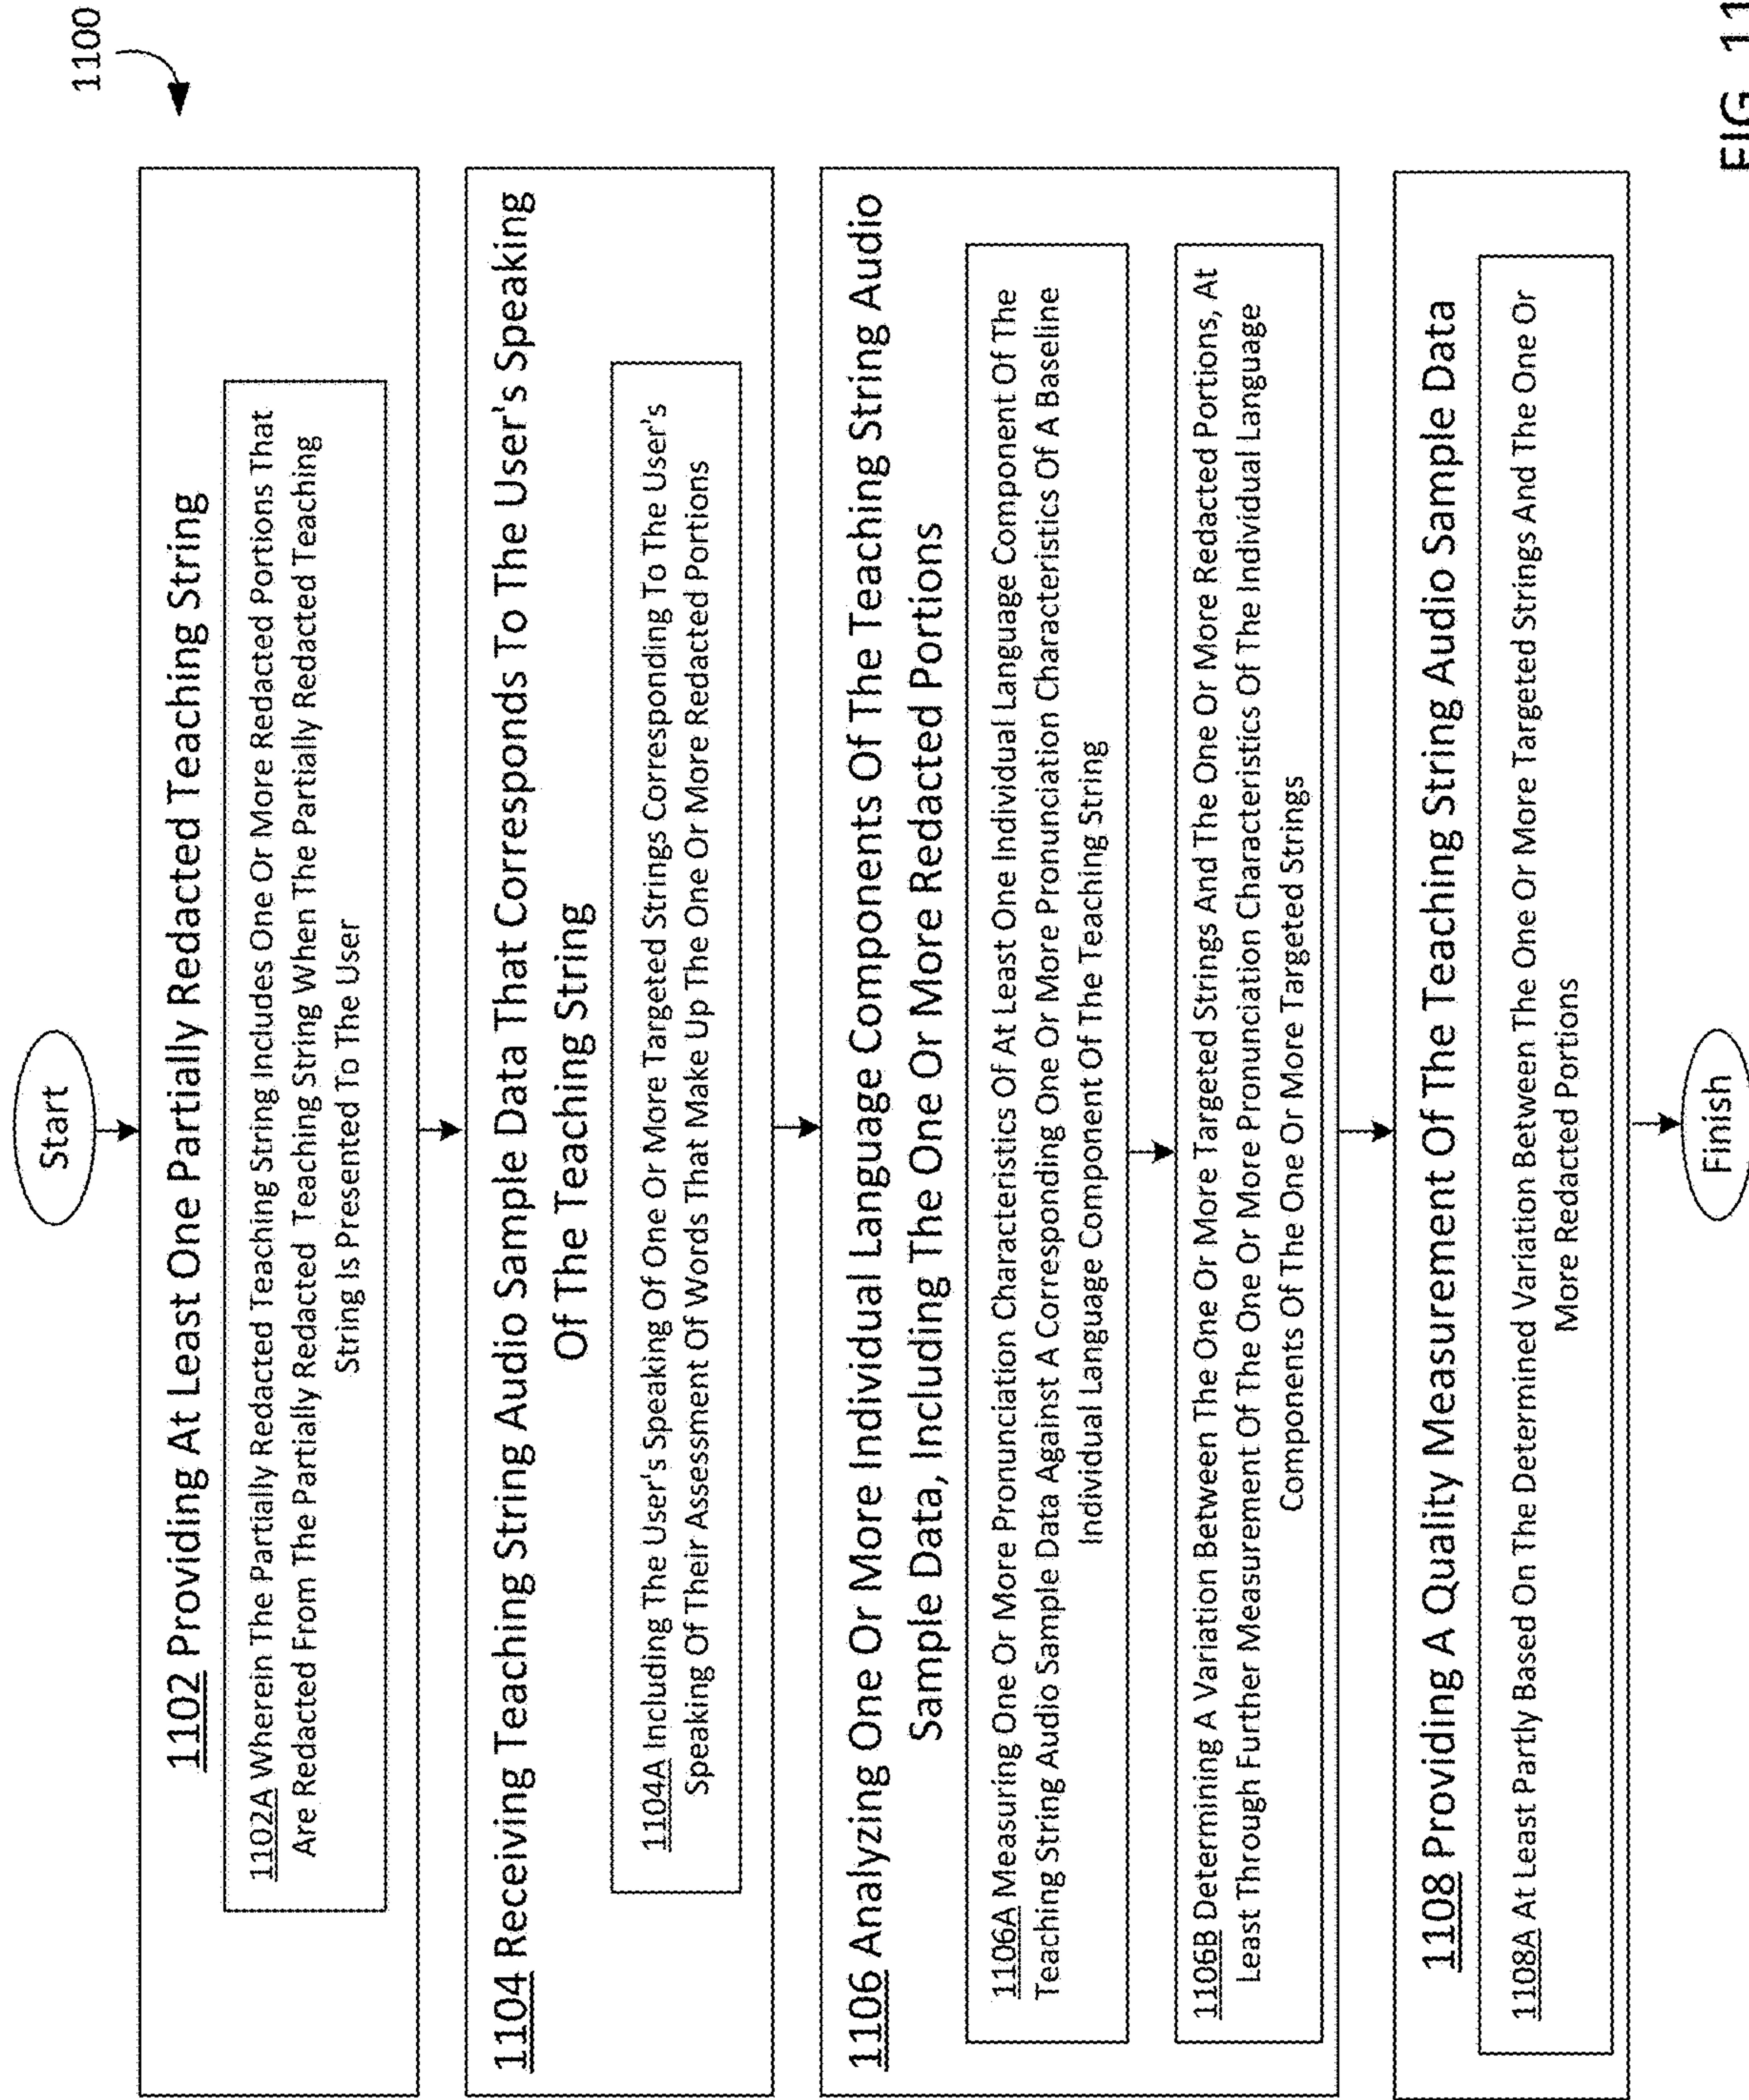 1100
Start
1102 Providing At Least One Partially Redacted Teaching String
1102A Wherein The Partially Redacted Teaching String Includes One Or More Redacted Portions That
Are Redacted From The Partially Redacted Teaching String When The Partially Redacted Teaching
String Is Presented To The User
1104 Receiving Teaching String Audio Sample Data That Corresponds To The User's Speaking
Of The Teaching String
1104A Including The User's Speaking Of One Or More Targeted Strings Corresponding To The User's
Speaking Of Their Assessment Of Words That Make Up The One Or More Redacted Portions
1106 Analyzing One Or More Individual Language Components Of The Teaching String Audio
Sample Data, Including The One Or More Redacted Portions
1106A Measuring One Or More Pronunciation Characteristics Of At Least One Individual Language Component Of The
Teaching String Audio Sample Data Against A Corresponding One Or More Pronunciation Characteristics Of A Baseline
Individual Language Component Of The Teaching String
1106B Determining A Variation Between The One Or More Targeted Strings And The One Or More Redacted Portions, At
Least Through Further Measurement Of The One Or More Pronunciation Characteristics Of The Individual Language
Components Of The One Or More Targeted Strings
1108 Providing A Quality Measurement Of The Teaching String Audio Sample Data
1108A At Least Partly Based On The Determined Variation Between The One Or More Targeted Strings And The One Or
More Redacted Portions
Finish
FIG. 11